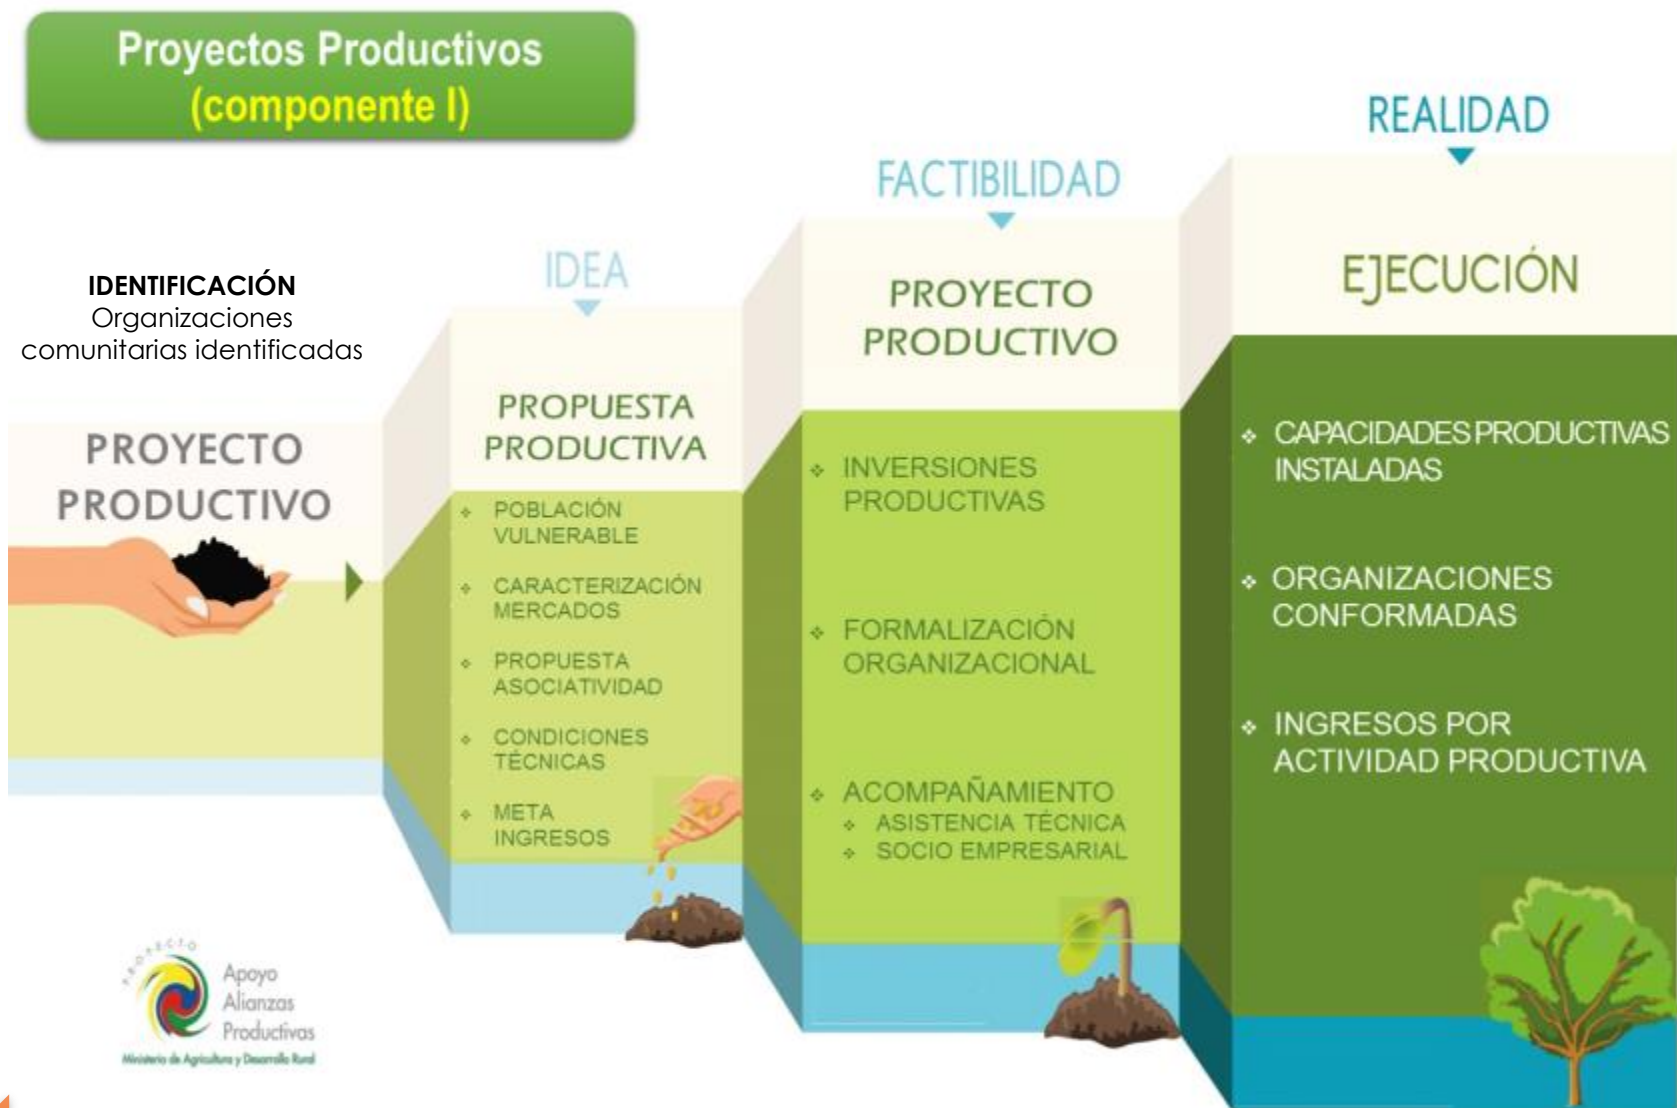 Proyectos Productivos
(componente I)
IDENTIFICACIÓN
Organizaciones
comunitarias identificadas
PROYECTO
PRODUCTIVO
IDEA
PROPUESTA
PRODUCTIVA
POBLACIÓN
VULNERABLE
CARACTERIZACIÓN
MERCADOS
PROPUESTA
ASOCIATIVIDAD
CONDICIONES
TÉCNICAS
META
INGRESOS
FACTIBILIDAD
PROYECTO
PRODUCTIVO
INVERSIONES
PRODUCTIVAS
FORMALIZACIÓN
ORGANIZACIONAL
ACOMPAÑAMIENTO
ASISTENCIA TÉCNICA
SOCIO EMPRESARIAL
REALIDAD
EJECUCIÓN
CAPACIDADES PRODUCTIVAS
INSTALADAS
ORGANIZACIONES
CONFORMADAS
INGRESOS POR
ACTIVIDAD PRODUCTIVA
PROYECTO
Apoyo
Alianzas
Productivas
Ministerio de Agricultura y Desarrollo Rural